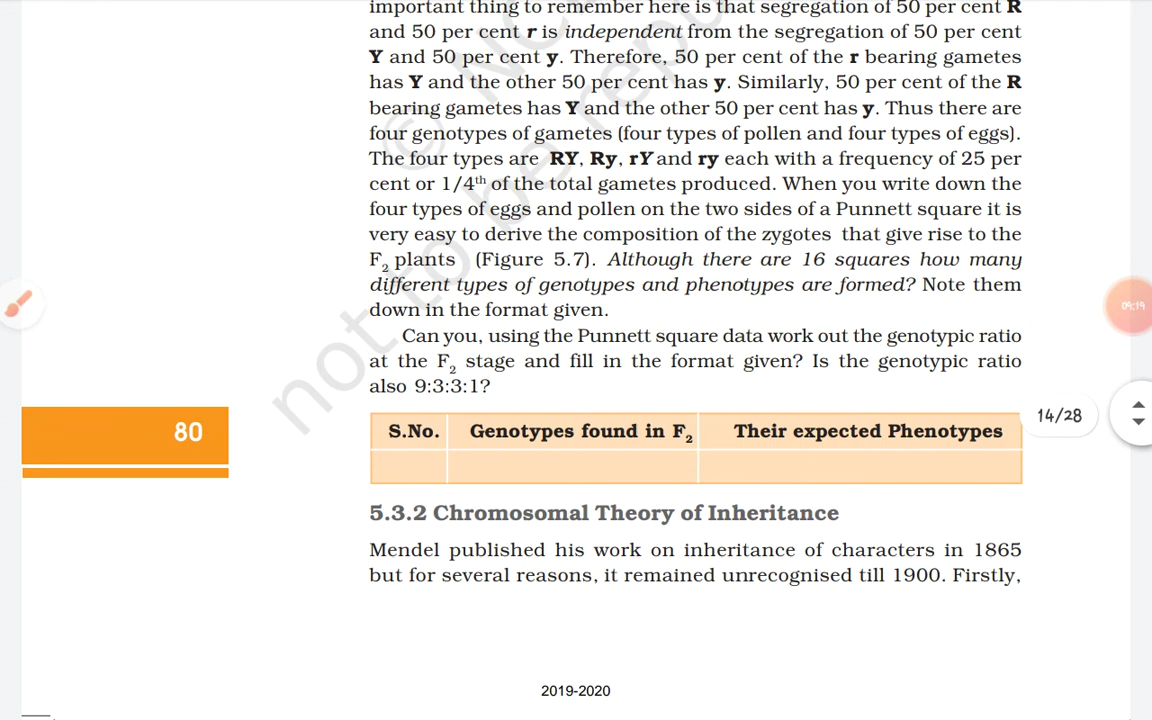 important thing to remember here is that segregation of 50 per cent R
and 50 per cent r is independent from the segregation of 50 per cent
Y and 50 per cent y. Therefore, 50 per cent of the r bearing gametes
has Y and the other 50 per cent has y. Similarly, 50 per cent of the R
bearing gametes has Y and the other 50 per cent has y. Thus there are
four genotypes of gametes (four types of pollen and four types of eggs).
The four types are RY, Ry, rY and ry each with a frequency of 25 per
cent or 1/4th of the total gametes produced. When you write down the
four types of eggs and pollen on the two sides of a Punnett square it is
very easy to derive the composition of the zygotes that give rise to the
F2 plants (Figure 5.7). Although there are 16 squares how many
different types of genotypes and phenotypes are formed? Note them
down in the format given.
Can you, using the Punnett square data work out the genotypic ratio
at the F2 stage and fill in the format given? Is the genotypic ratio
also 9:3:3:1?
80
S.No. Genotypes found in F2 Their expected Phenotypes
5.3.2 Chromosomal Theory of Inheritance
Mendel published his work on inheritance of characters in 1865
but for several reasons, it remained unrecognised till 1900. Firstly,
2019-2020
09:19
14/28
not to be repu
© NC